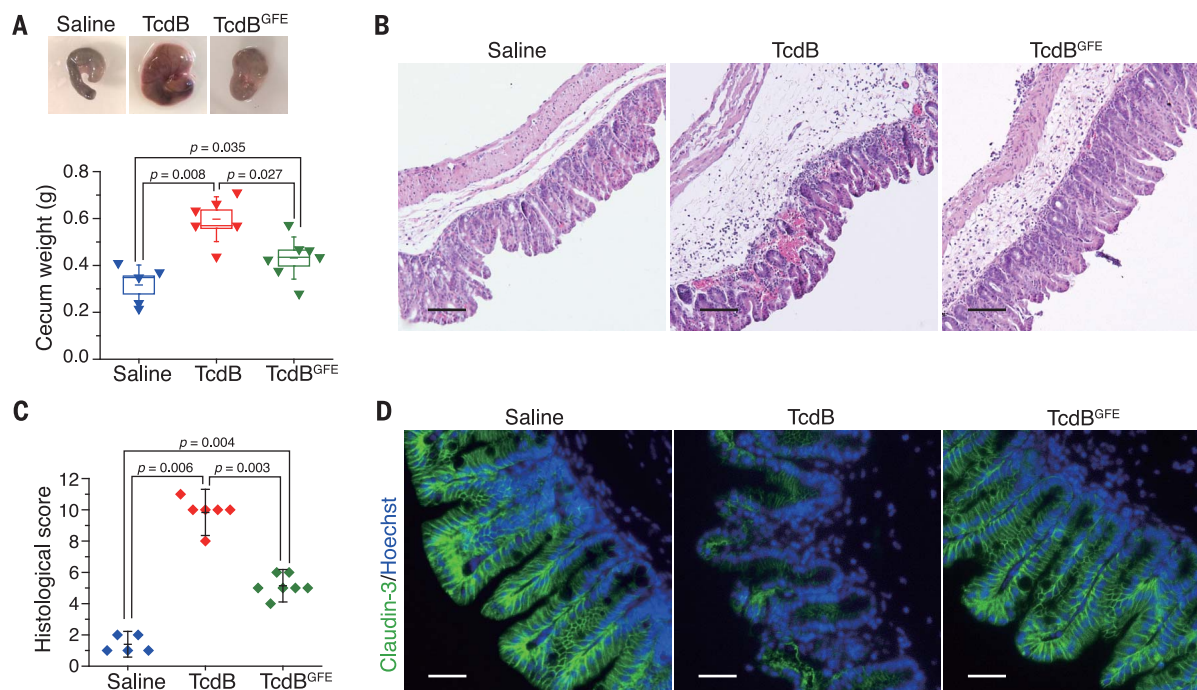 A
Saline TcdB TcdB^GFE
p = 0.035
p = 0.008 p = 0.027
Cecum weight (g)
0.8
0.6
0.4
0.2
0.0
Saline TcdB TcdB^GFE
B
Saline TcdB TcdB^GFE
C
p = 0.004
p = 0.006 p = 0.003
Histological score
12
10
8
6
4
2
0
Saline TcdB TcdB^GFE
D
Saline TcdB TcdB^GFE
Claudin-3/Hoechst